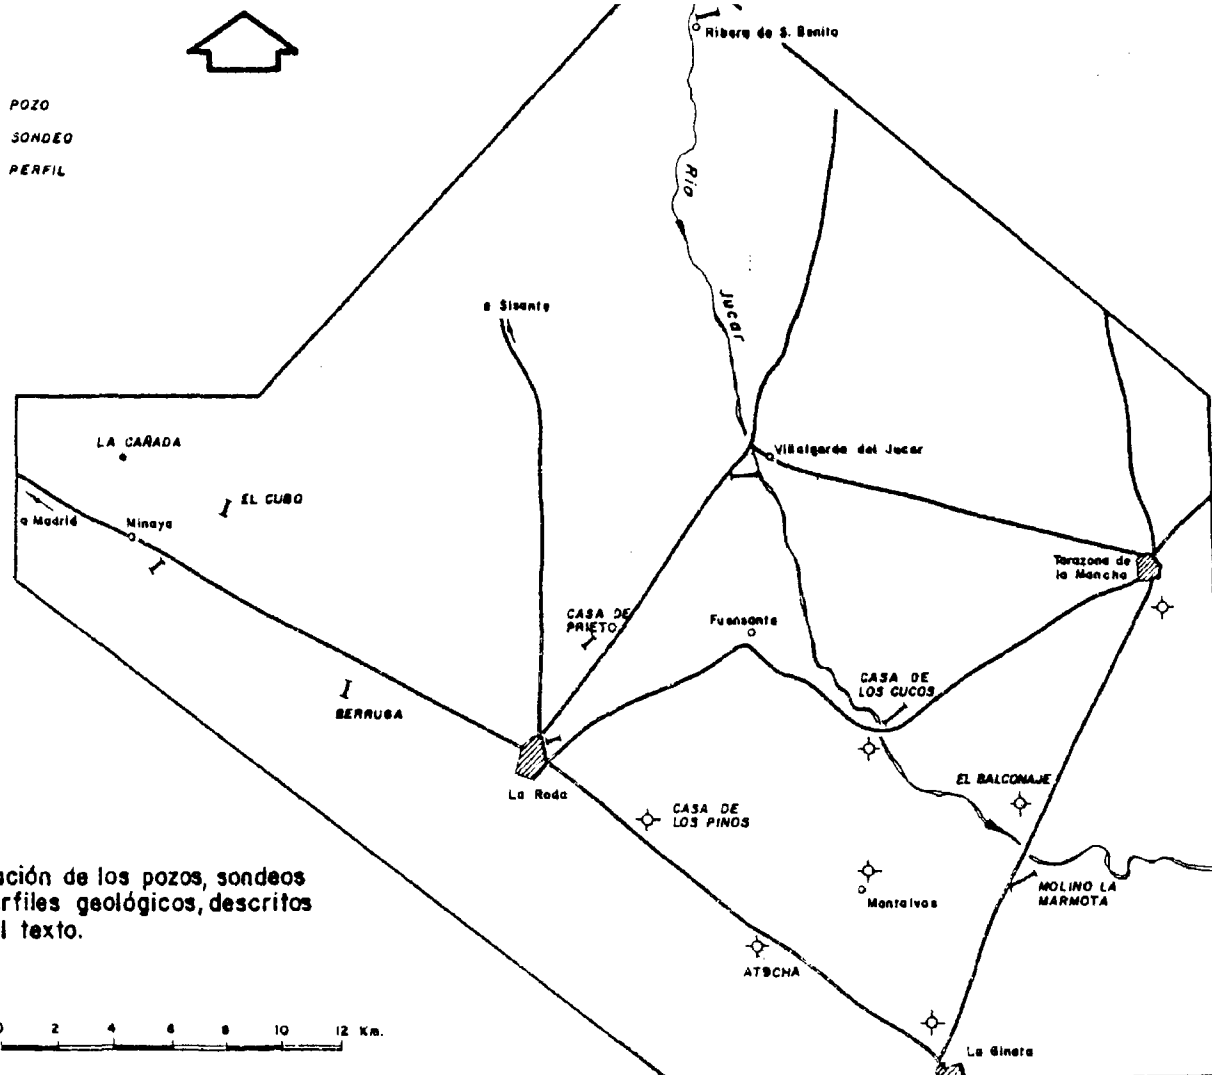 Ribera de S. Benito
POZO
SONDEO
PERFIL
Rio
Jucar
a Sisante
LA CAÑADA
Villalgordo del Jucar
EL CUBO
a Madrid
Minaya
Tarazona de
la Mancha
CASA DE
PRIETO
Fuensanta
CASA DE
LOS CUCOS
BERRUGA
EL BALCONAJE
La Roda
CASA DE
LOS PINOS
ación de los pozos, sondeos
rfiles geológicos, descritos
l texto.
Montalvos
MOLINO LA
MARMOTA
ATOCHA
0 2 4 6 8 10 12 Km.
La Gineta